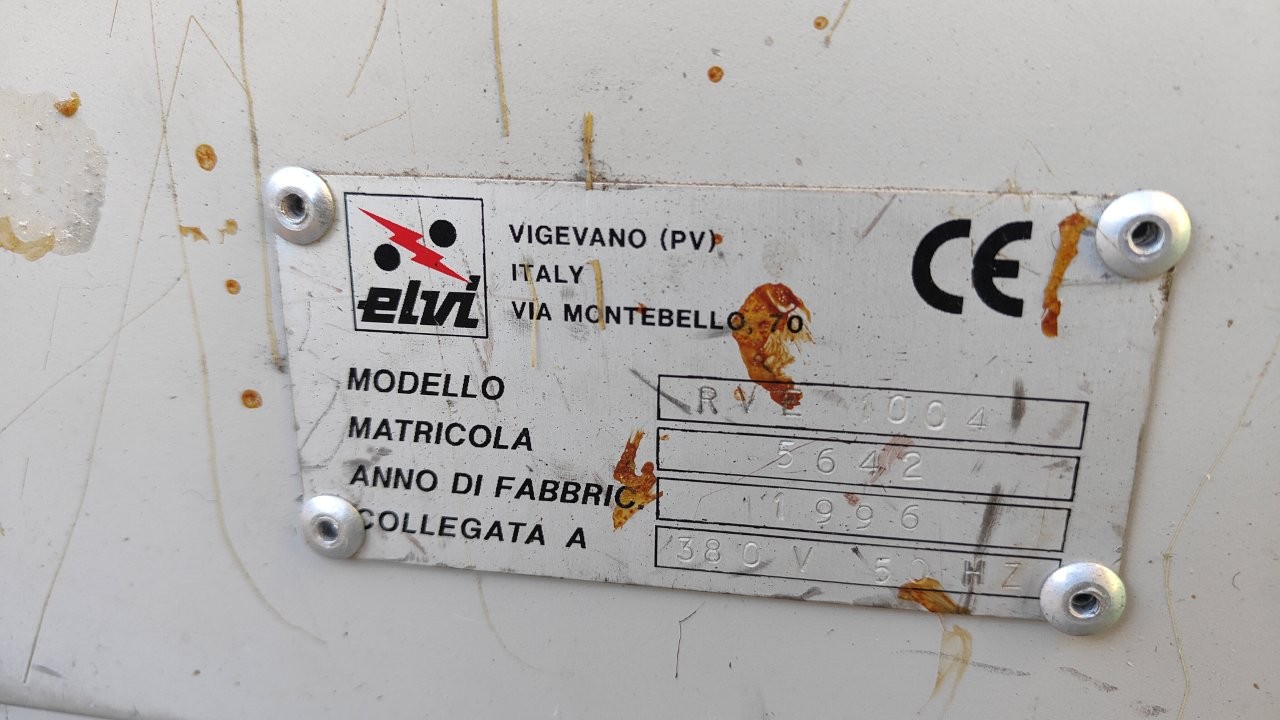 elvi
VIGEVANO (PV)
ITALY
VIA MONTEBELLO, 70
CE
MODELLO RVE 1004
MATRICOLA 5642
ANNO DI FABBRIC. 1996
COLLEGATA A 380 V 50 HZ